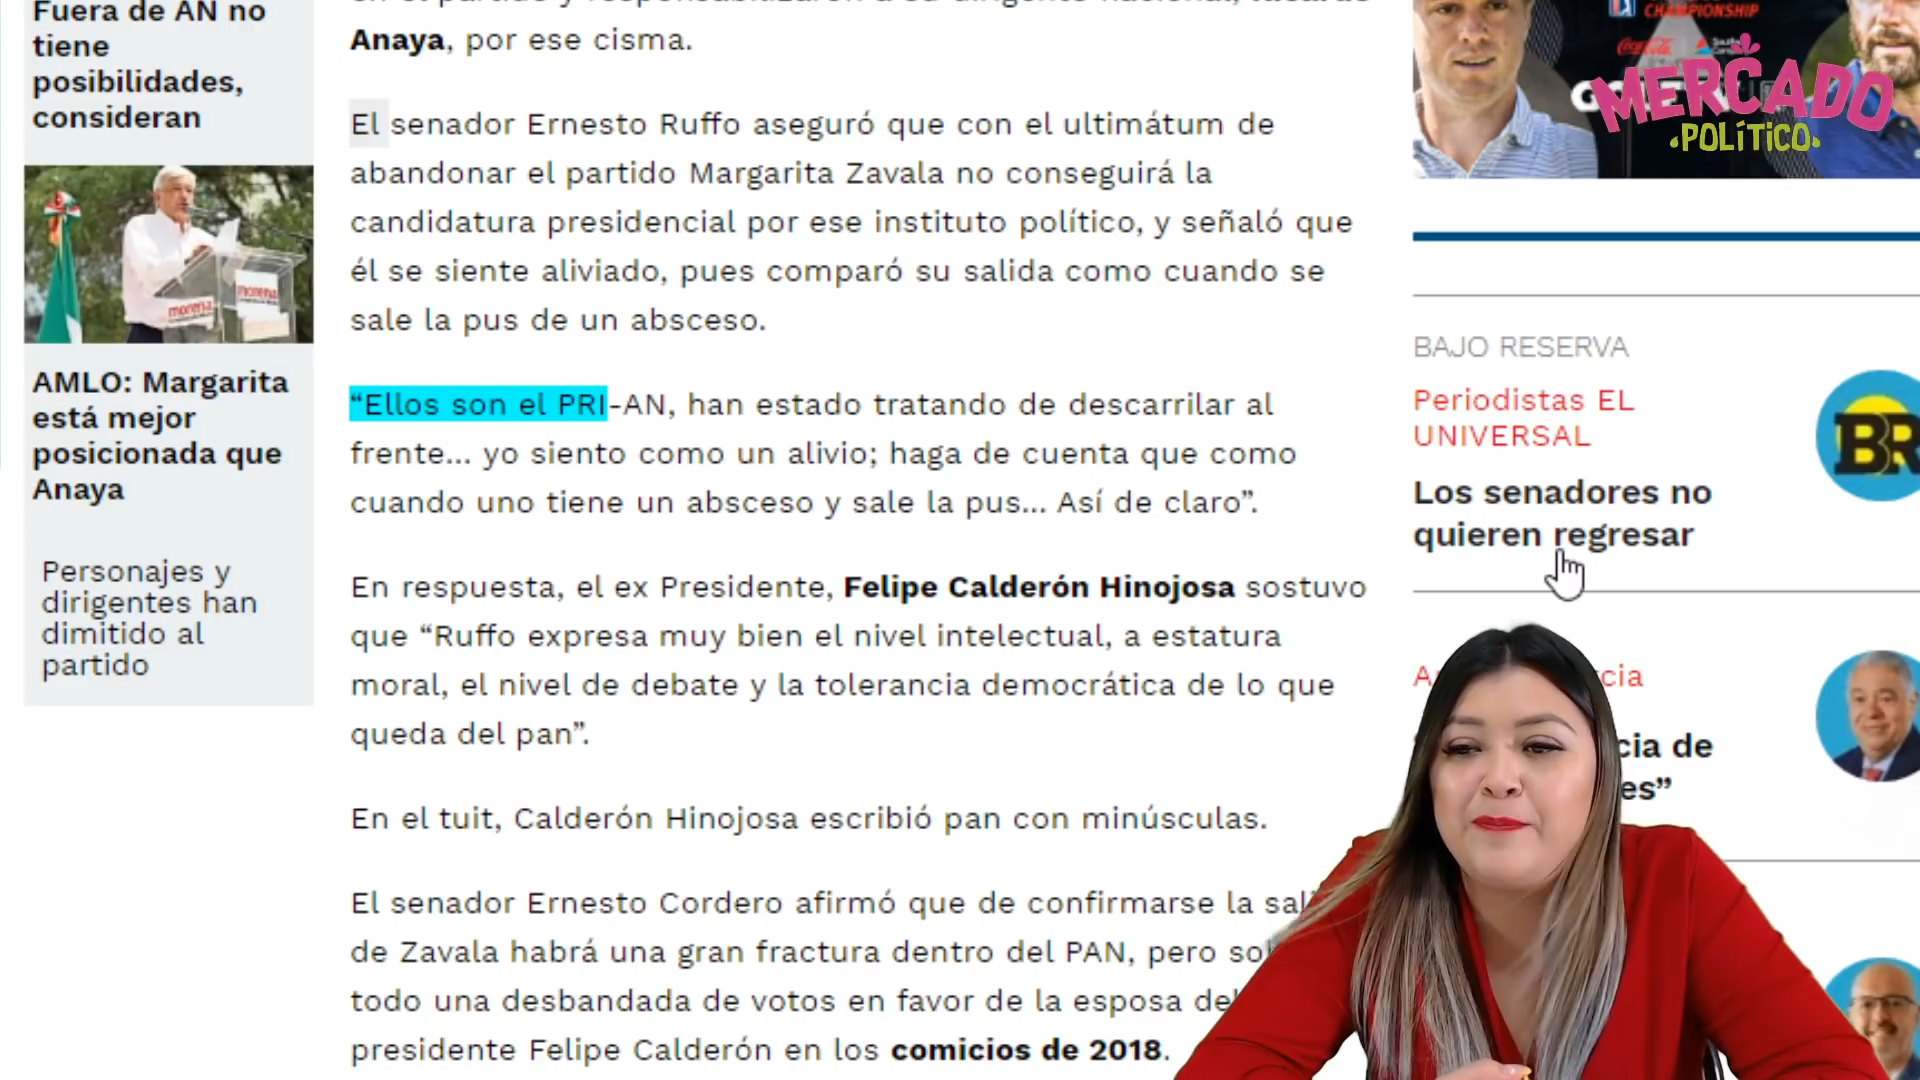 Fuera de AN no
tiene
posibilidades,
consideran
AMLO: Margarita
está mejor
posicionada que
Anaya
Personajes y
dirigentes han
dimitido al
partido
Anaya, por ese cisma.
El senador Ernesto Ruffo aseguró que con el ultimátum de
abandonar el partido Margarita Zavala no conseguirá la
candidatura presidencial por ese instituto político, y señaló que
él se siente aliviado, pues comparó su salida como cuando se
sale la pus de un absceso.
“Ellos son el PRI-AN, han estado tratando de descarrilar al
frente... yo siento como un alivio; haga de cuenta que como
cuando uno tiene un absceso y sale la pus... Así de claro”.
En respuesta, el ex Presidente, Felipe Calderón Hinojosa sostuvo
que “Ruffo expresa muy bien el nivel intelectual, a estatura
moral, el nivel de debate y la tolerancia democrática de lo que
queda del pan”.
En el tuit, Calderón Hinojosa escribió pan con minúsculas.
El senador Ernesto Cordero afirmó que de confirmarse la
de Zavala habrá una gran fractura dentro del PAN, pero
todo una desbandada de votos en favor de la esposa
presidente Felipe Calderón en los comicios de 2018.
morena
morena
CHAMPIONSHIP
Coca-Cola
MERCADO
POLÍTICO
BAJO RESERVA
Periodistas EL
UNIVERSAL
BR
Los senadores no
quieren regresar
cia de
es”